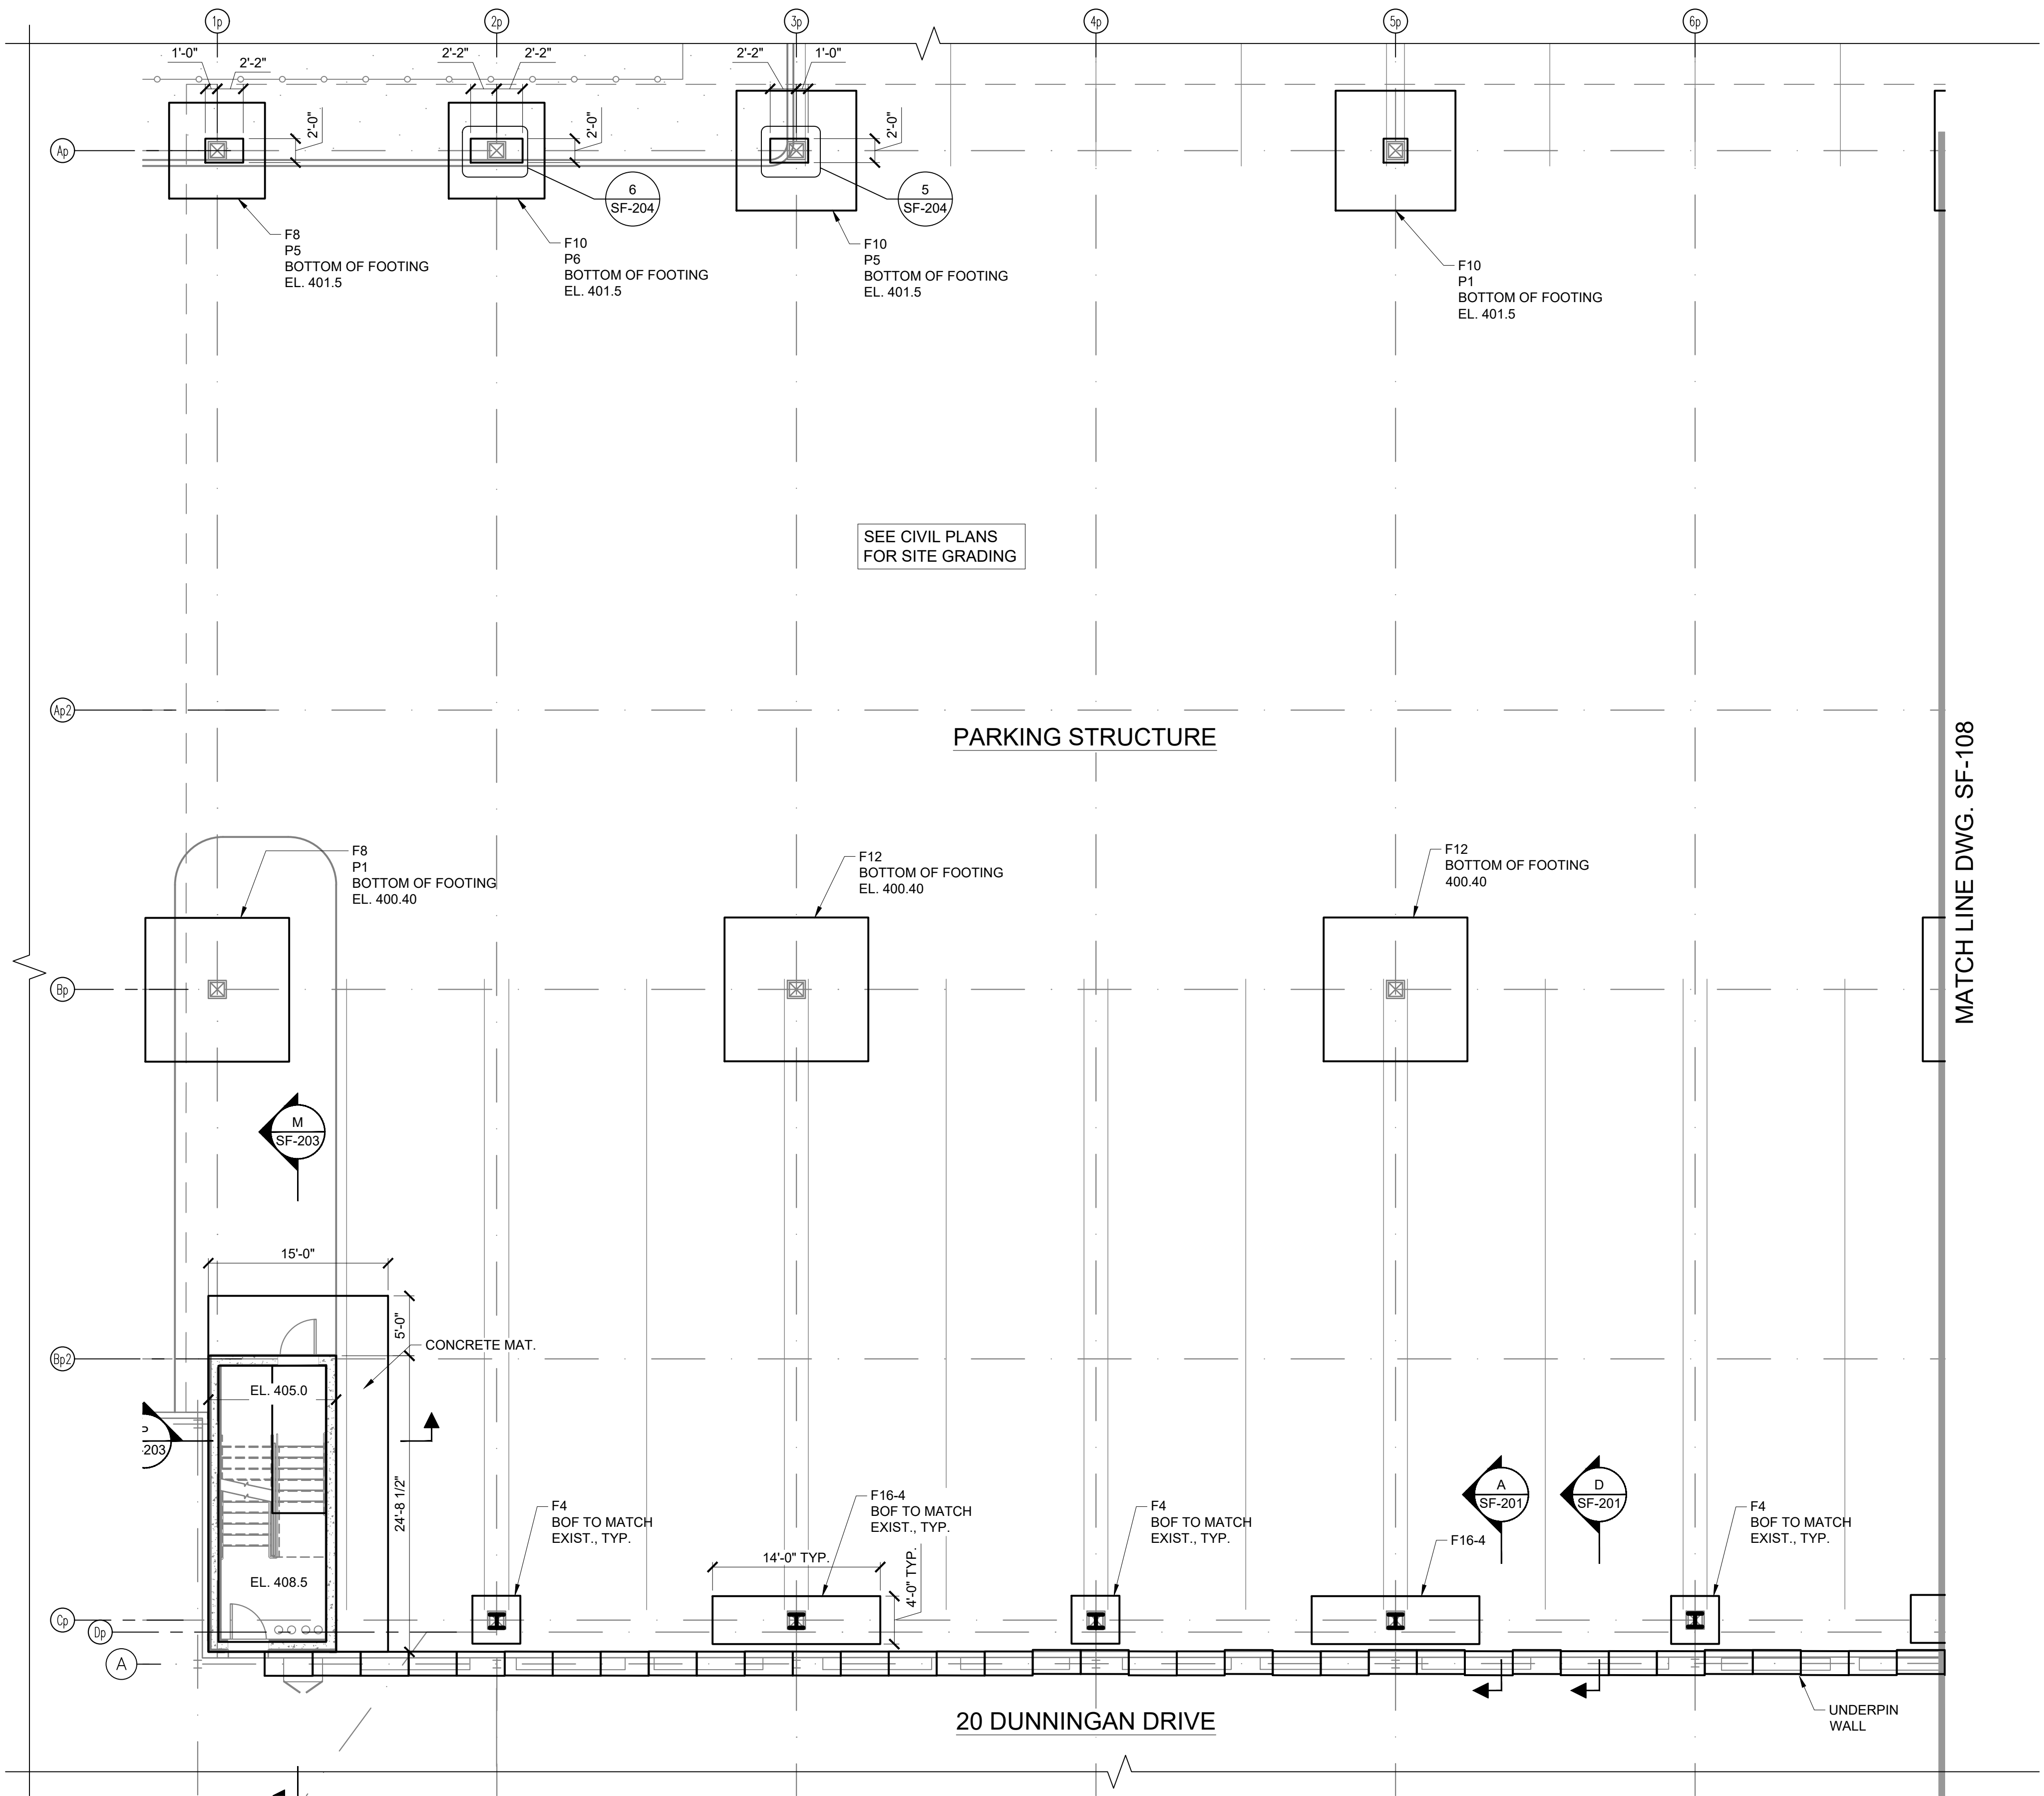 1p
2p
3p
4p
5p
6p
1'-0"
2'-2"
2'-2"
2'-2"
2'-2"
1'-0"
2'-0"
2'-0"
2'-0"
Ap
6
SF-204
5
SF-204
F8
P5
BOTTOM OF FOOTING
EL. 401.5
F10
P6
BOTTOM OF FOOTING
EL. 401.5
F10
P5
BOTTOM OF FOOTING
EL. 401.5
F10
P1
BOTTOM OF FOOTING
EL. 401.5
SEE CIVIL PLANS
FOR SITE GRADING
Ap2
PARKING STRUCTURE
MATCH LINE DWG. SF-108
F8
P1
BOTTOM OF FOOTING
EL. 400.40
F12
BOTTOM OF FOOTING
EL. 400.40
F12
BOTTOM OF FOOTING
400.40
Bp
M
SF-203
15'-0"
5'-0"
CONCRETE MAT.
Bp2
EL. 405.0
-203
24'-8 1/2"
EL. 408.5
F4
BOF TO MATCH
EXIST., TYP.
F16-4
BOF TO MATCH
EXIST., TYP.
14'-0" TYP.
4'-0" TYP.
F4
BOF TO MATCH
EXIST., TYP.
F16-4
A
SF-201
D
SF-201
F4
BOF TO MATCH
EXIST., TYP.
Cp
Dp
A
20 DUNNINGAN DRIVE
UNDERPIN
WALL